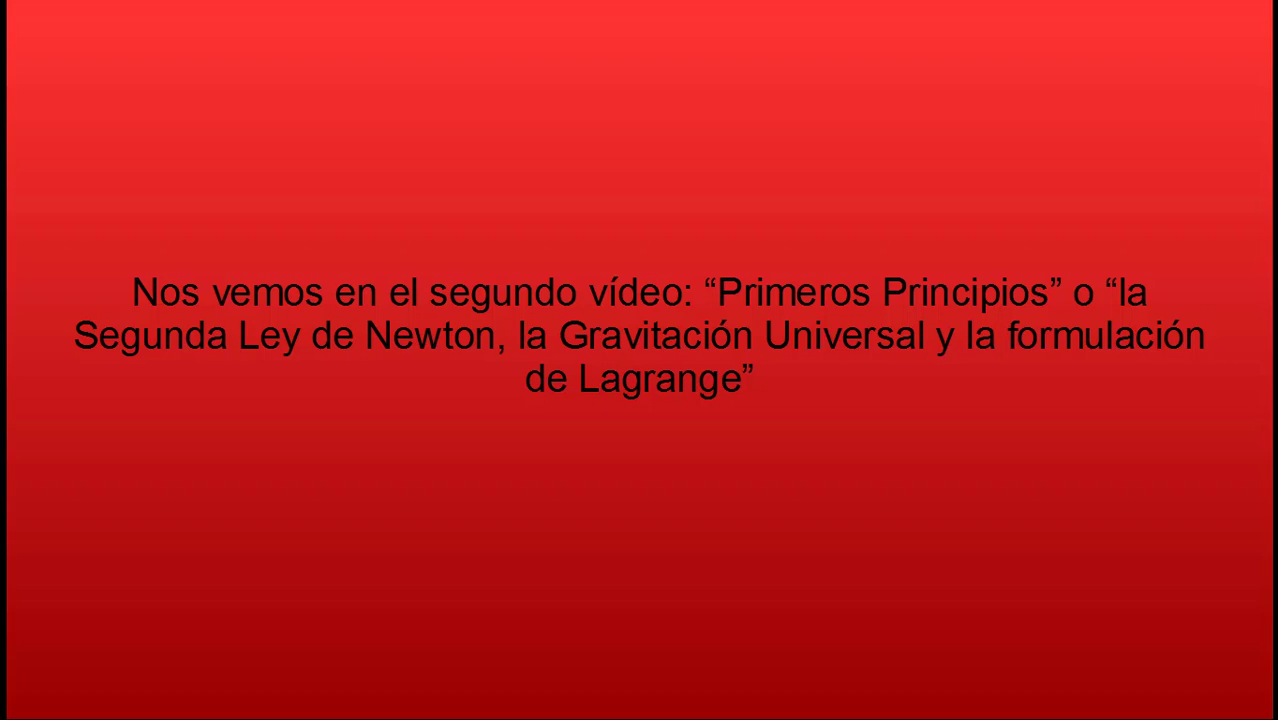 Nos vemos en el segundo vídeo: “Primeros Principios” o “la
Segunda Ley de Newton, la Gravitación Universal y la formulación
de Lagrange”